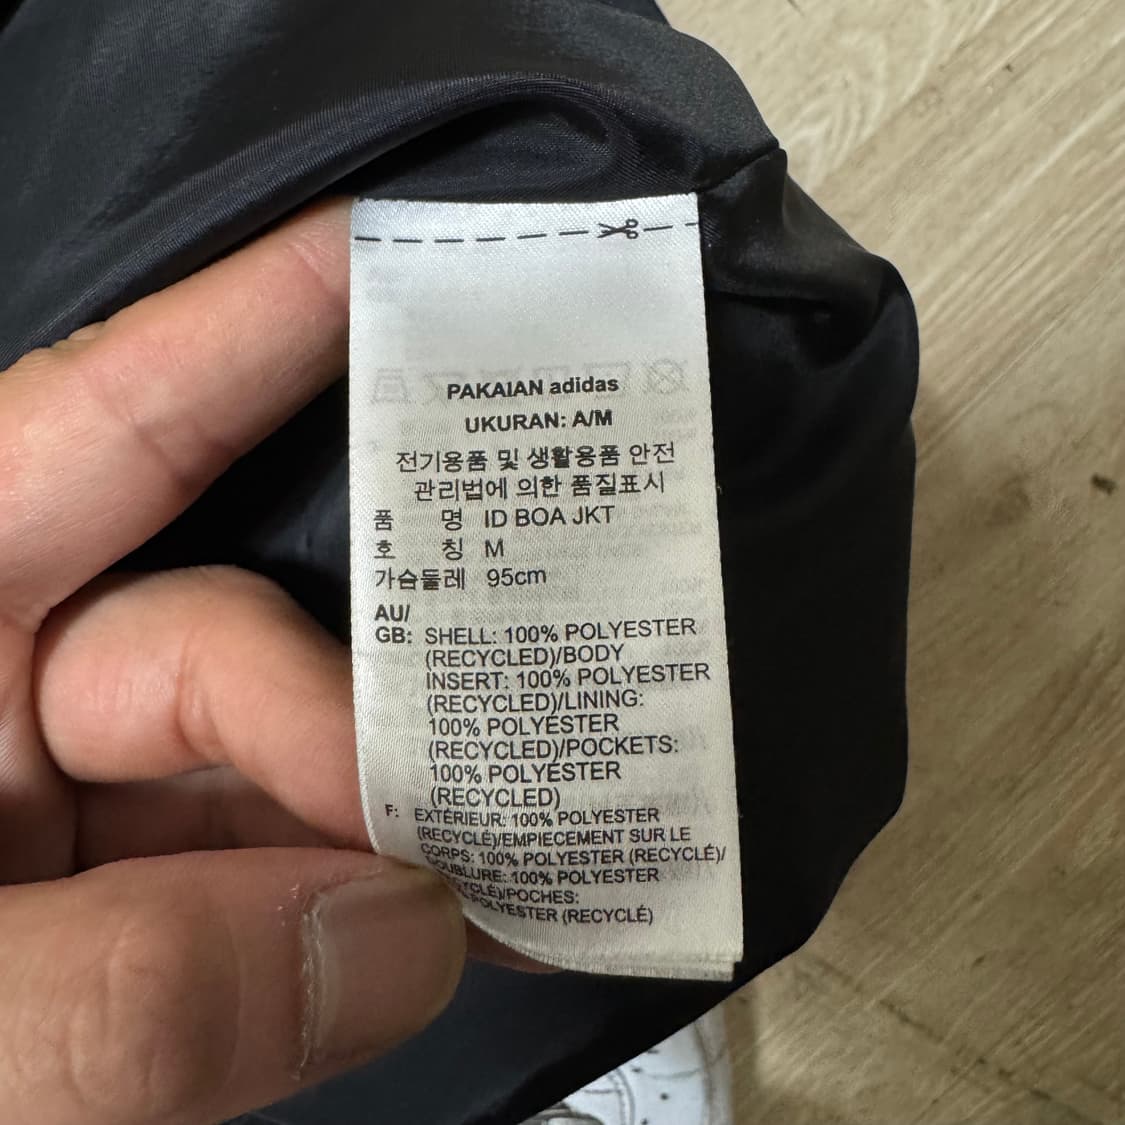 PAKAIAN adidas
UKURAN: A/M
전기용품 및 생활용품 안전
관리법에 의한 품질표시
품 명 ID BOA JKT
호 칭 M
가슴둘레 95cm
AU/
GB: SHELL: 100% POLYESTER
(RECYCLED)/BODY
INSERT: 100% POLYESTER
(RECYCLED)/LINING:
100% POLYESTER
(RECYCLED)/POCKETS:
100% POLYESTER
(RECYCLED)
F: EXTÉRIEUR: 100% POLYESTER
(RECYCLÉ)/EMPIECEMENT SUR LE
CORPS: 100% POLYESTER (RECYCLÉ)/
DOUBLURE: 100% POLYESTER
POCHES:
POLYESTER (RECYCLÉ)